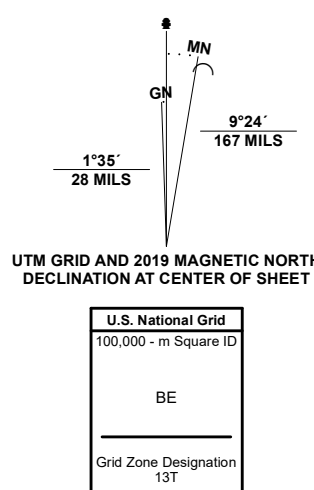 MN
GN
9°24´
167 MILS
1°35´
28 MILS
UTM GRID AND 2019 MAGNETIC NORTH
DECLINATION AT CENTER OF SHEET
U.S. National Grid
100,000 - m Square ID
BE
Grid Zone Designation
13T